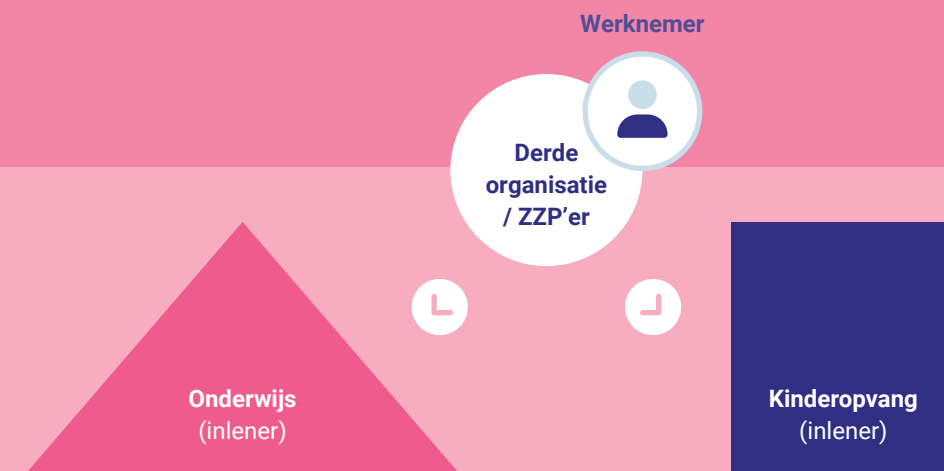 Werknemer
Derde
organisatie
/ ZZP’er
Onderwijs
(inlener)
Kinderopvang
(inlener)